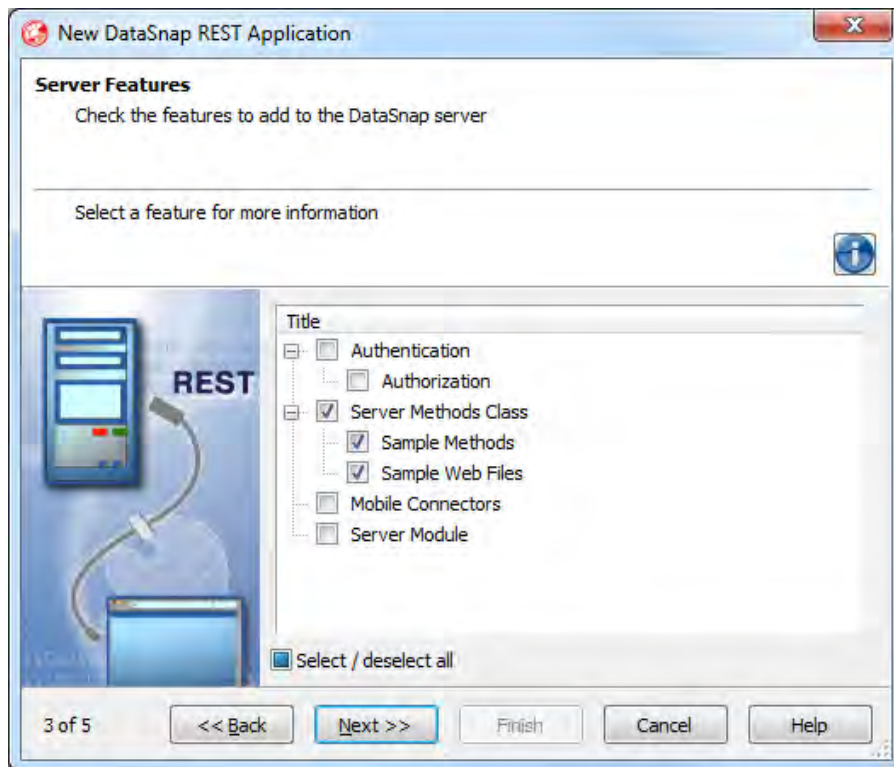 New DataSnap REST Application
Server Features
Check the features to add to the DataSnap server
Select a feature for more information
REST
Title
Authentication
Authorization
Server Methods Class
Sample Methods
Sample Web Files
Mobile Connectors
Server Module
Select / deselect all
3 of 5 << Back Next >> Finish Cancel Help